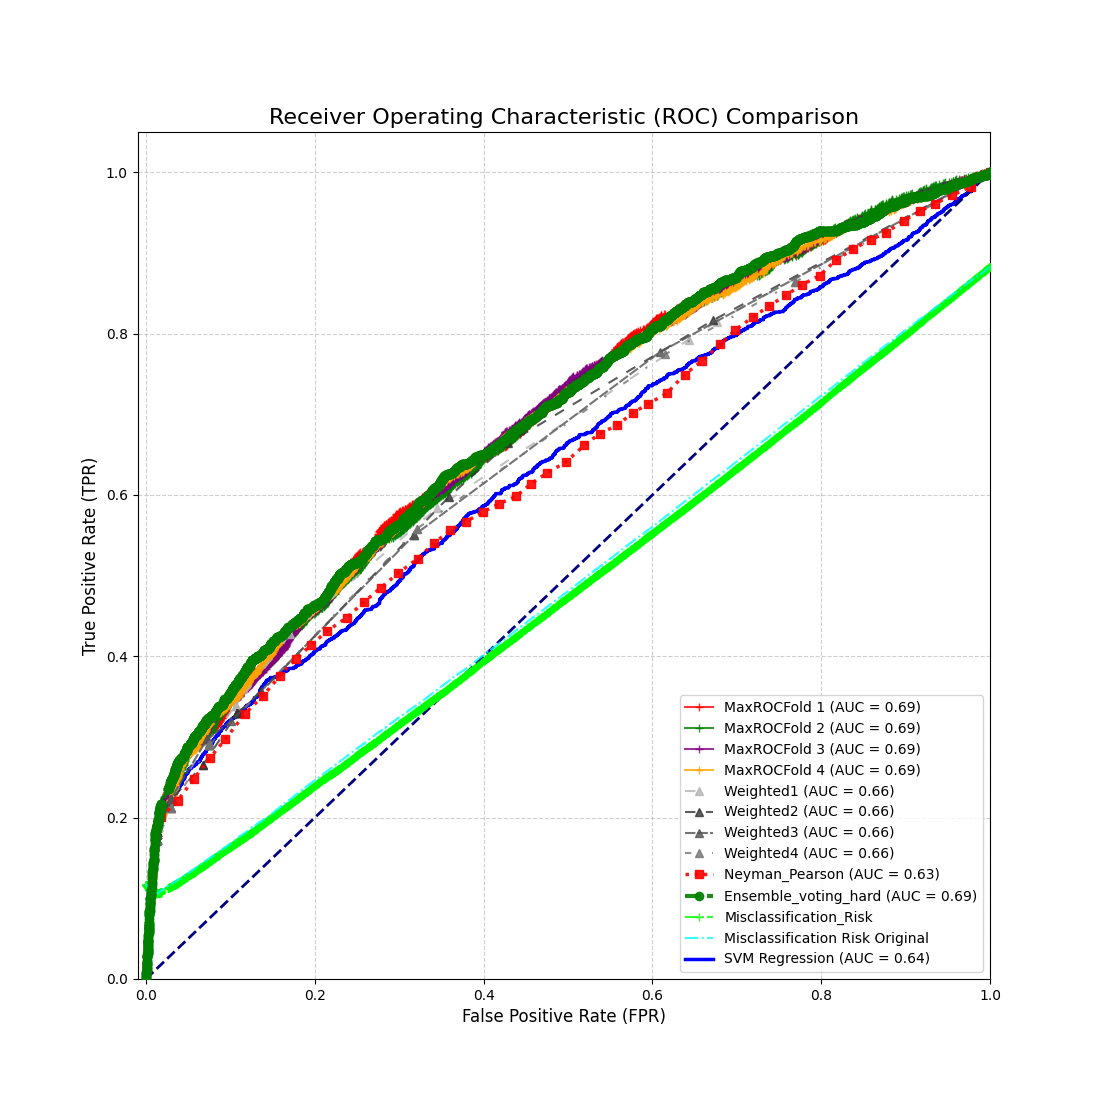 Receiver Operating Characteristic (ROC) Comparison
True Positive Rate (TPR)
1.0
0.8
0.6
0.4
0.2
0.0
MaxROCFold 1 (AUC = 0.69)
MaxROCFold 2 (AUC = 0.69)
MaxROCFold 3 (AUC = 0.69)
MaxROCFold 4 (AUC = 0.69)
Weighted1 (AUC = 0.66)
Weighted2 (AUC = 0.66)
Weighted3 (AUC = 0.66)
Weighted4 (AUC = 0.66)
Neyman_Pearson (AUC = 0.63)
Ensemble_voting_hard (AUC = 0.69)
Misclassification_Risk
Misclassification Risk Original
SVM Regression (AUC = 0.64)
0.0 0.2 0.4 0.6 0.8 1.0
False Positive Rate (FPR)